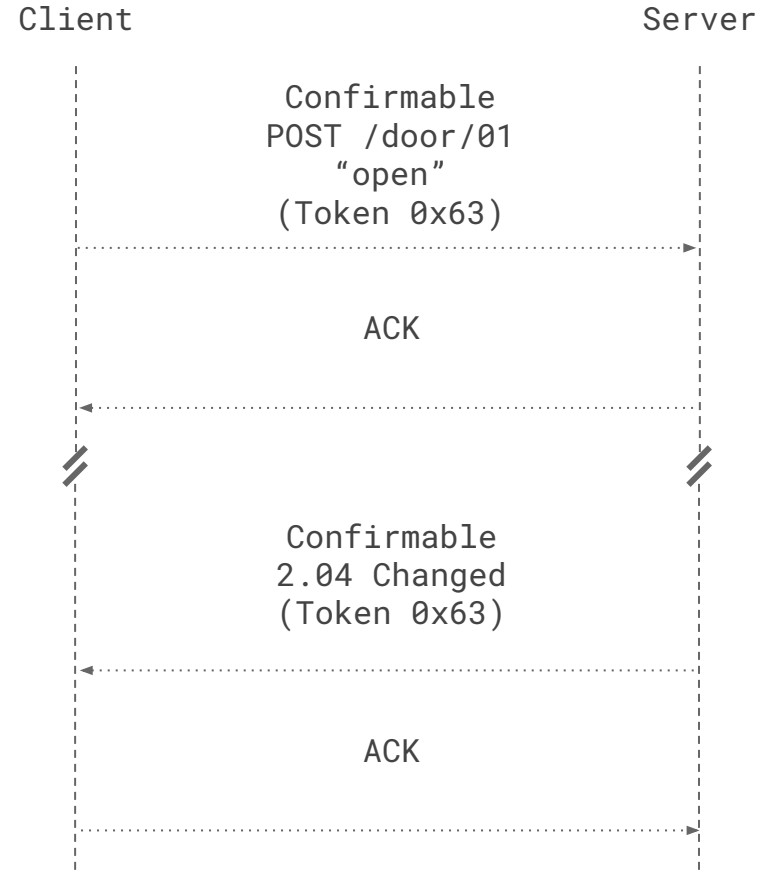 Client
Server
Confirmable
POST /door/01
“open”
(Token 0x63)
ACK
Confirmable
2.04 Changed
(Token 0x63)
ACK